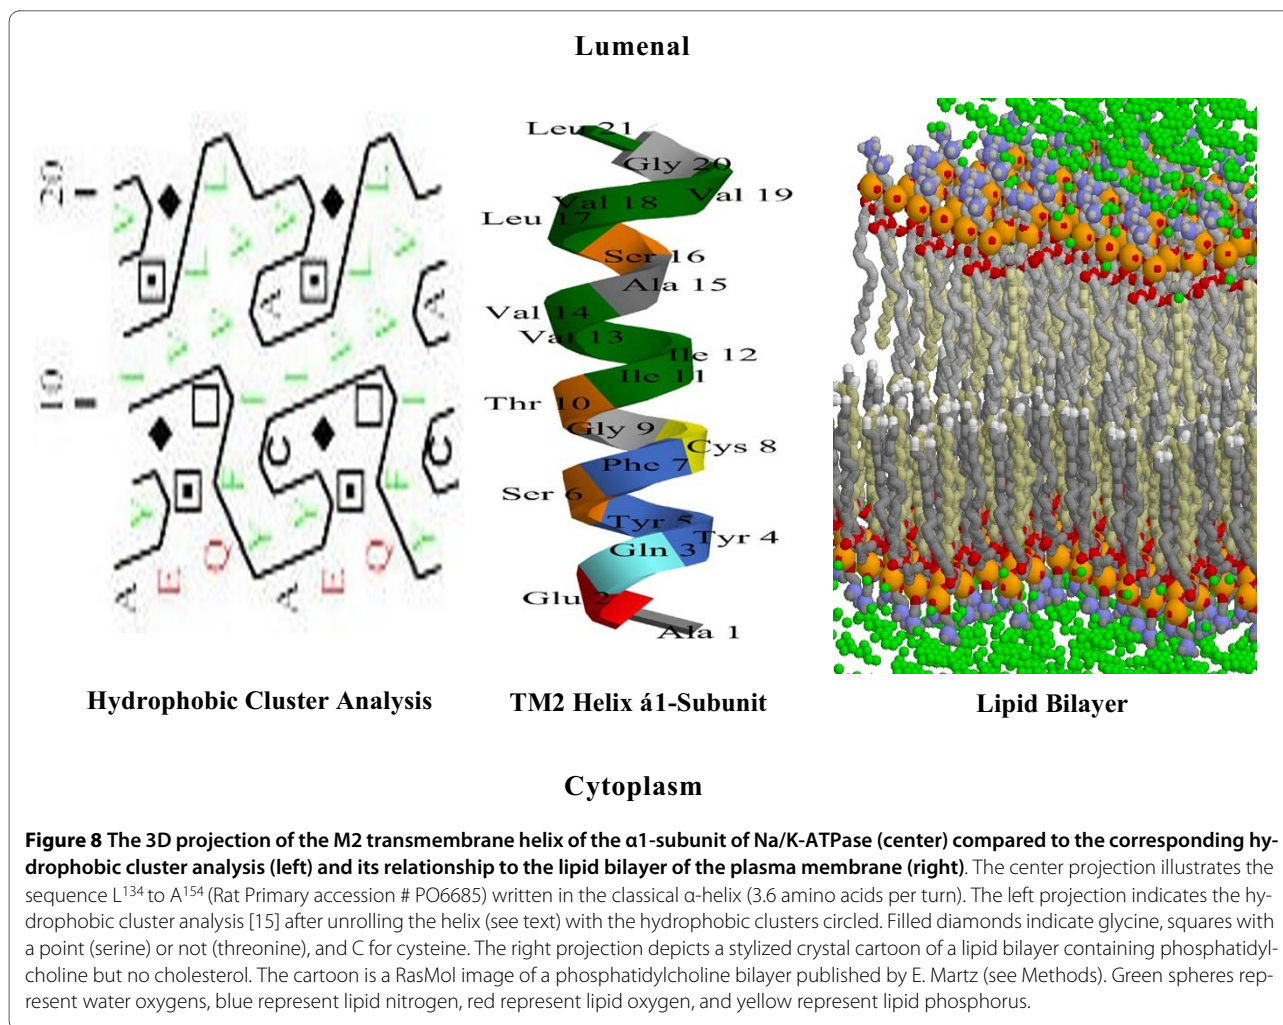 Lumenal
20
10
L
L
V
V
V
L
L
V
V
V
A
A
V
V
V
I
I
I
I
C
C
F
F
Y
Y
Y
Y
Y
A
E
Q
A
E
Q
A
Leu 21
Gly 20
Val 19
Val 18
Leu 17
Ser 16
Ala 15
Val 14
Val 13
Ile 12
Ile 11
Thr 10
Gly 9
Cys 8
Phe 7
Ser 6
Tyr 5
Tyr 4
Gln 3
Glu 2
Ala 1
Hydrophobic Cluster Analysis
TM2 Helix á1-Subunit
Lipid Bilayer
Cytoplasm
Figure 8 The 3D projection of the M2 transmembrane helix of the α1-subunit of Na/K-ATPase (center) compared to the corresponding hy-
drophobic cluster analysis (left) and its relationship to the lipid bilayer of the plasma membrane (right). The center projection illustrates the
sequence L134 to A154 (Rat Primary accession # PO6685) written in the classical α-helix (3.6 amino acids per turn). The left projection indicates the hy-
drophobic cluster analysis [15] after unrolling the helix (see text) with the hydrophobic clusters circled. Filled diamonds indicate glycine, squares with
a point (serine) or not (threonine), and C for cysteine. The right projection depicts a stylized crystal cartoon of a lipid bilayer containing phosphatidyl-
choline but no cholesterol. The cartoon is a RasMol image of a phosphatidylcholine bilayer published by E. Martz (see Methods). Green spheres rep-
resent water oxygens, blue represent lipid nitrogen, red represent lipid oxygen, and yellow represent lipid phosphorus.